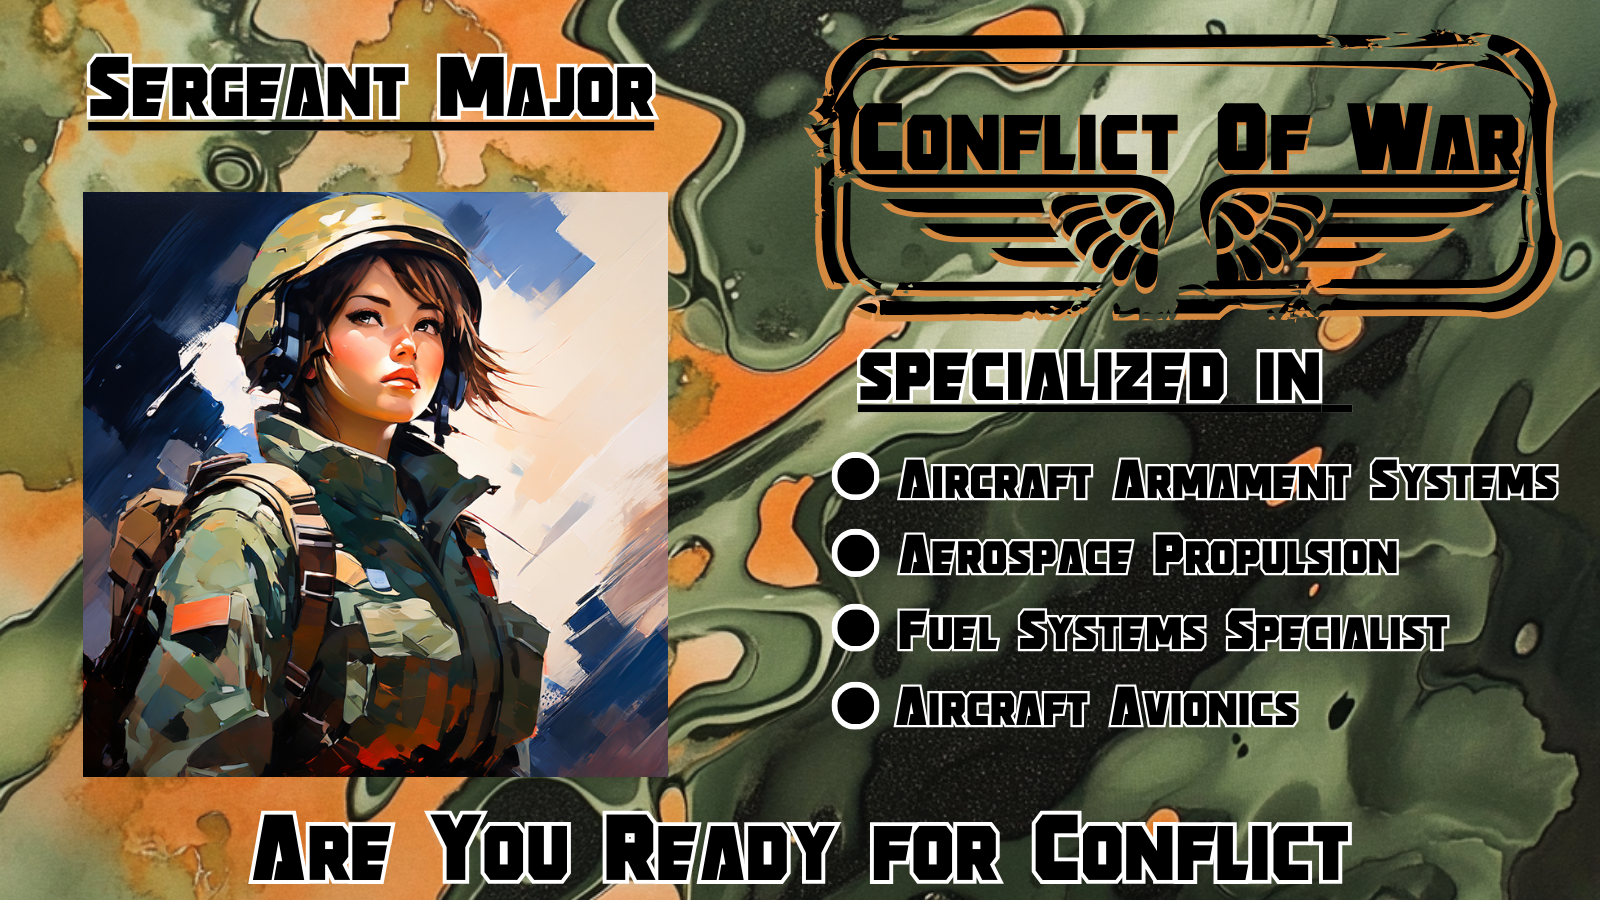 Sergeant Major
Conflict Of War
SPECIALIZED IN
Aircraft Armament Systems
Aerospace Propulsion
Fuel Systems Specialist
Aircraft Avionics
Are You Ready for Conflict